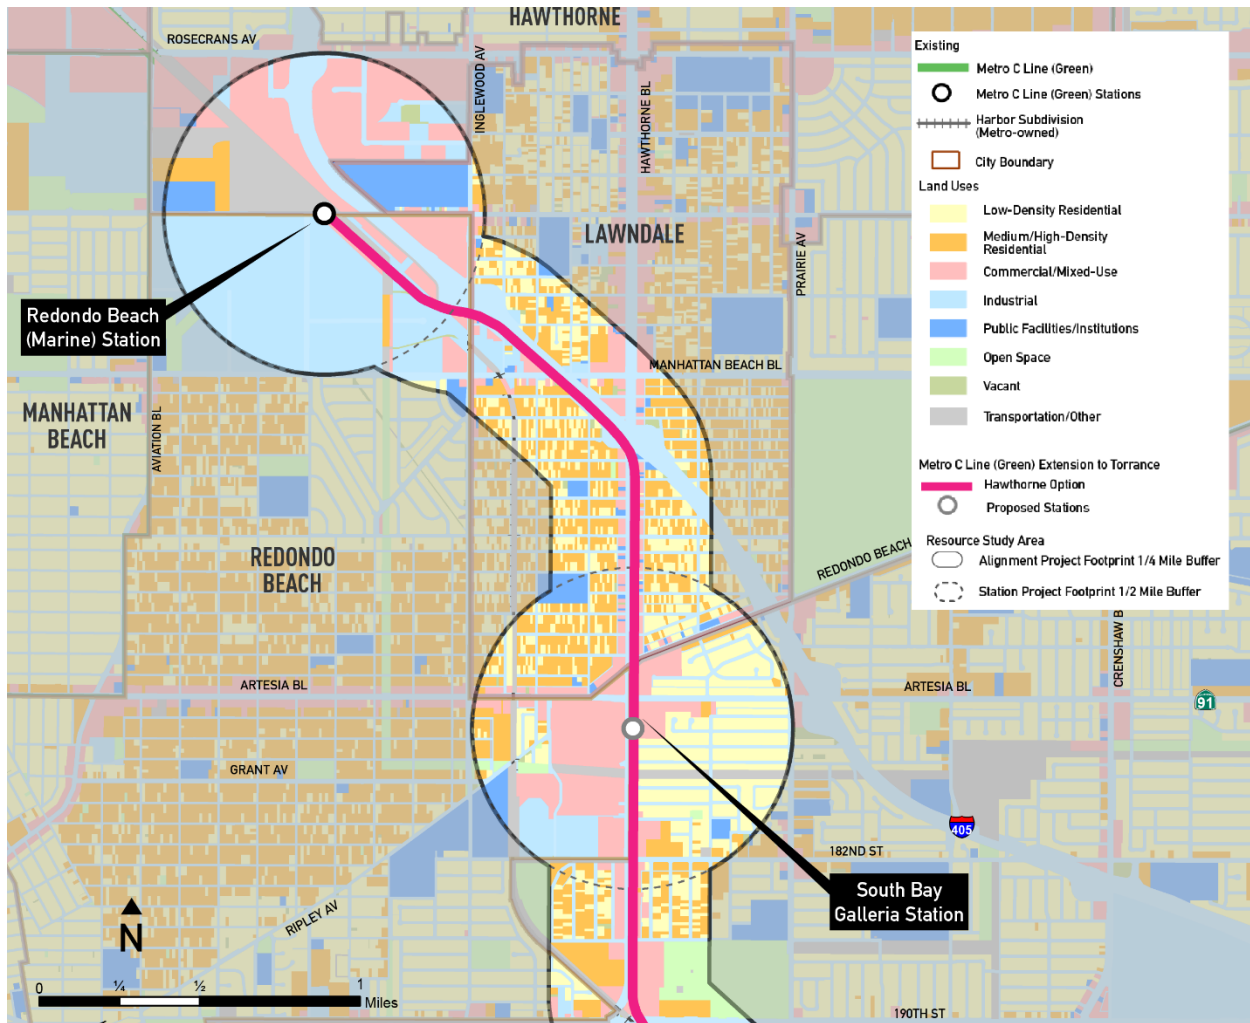 HAWTHORNE
ROSECRANS AV
INGLEWOOD AV
HAWTHORNE BL
LAWNDALE
PRAIRIE AV
Redondo Beach
(Marine) Station
MANHATTAN BEACH BL
MANHATTAN
BEACH
AVIATION BL
REDONDO
BEACH
REDONDO BEACH
ARTESIA BL
ARTESIA BL
CRENSHAW B
91
GRANT AV
405
182ND ST
South Bay
Galleria Station
RIPLEY AV
N
0
¼
½
1
Miles
190TH ST
Existing
Metro C Line (Green)
Metro C Line (Green) Stations
Harbor Subdivision
(Metro-owned)
City Boundary
Land Uses
Low-Density Residential
Medium/High-Density
Residential
Commercial/Mixed-Use
Industrial
Public Facilities/Institutions
Open Space
Vacant
Transportation/Other
Metro C Line (Green) Extension to Torrance
Hawthorne Option
Proposed Stations
Resource Study Area
Alignment Project Footprint 1/4 Mile Buffer
Station Project Footprint 1/2 Mile Buffer